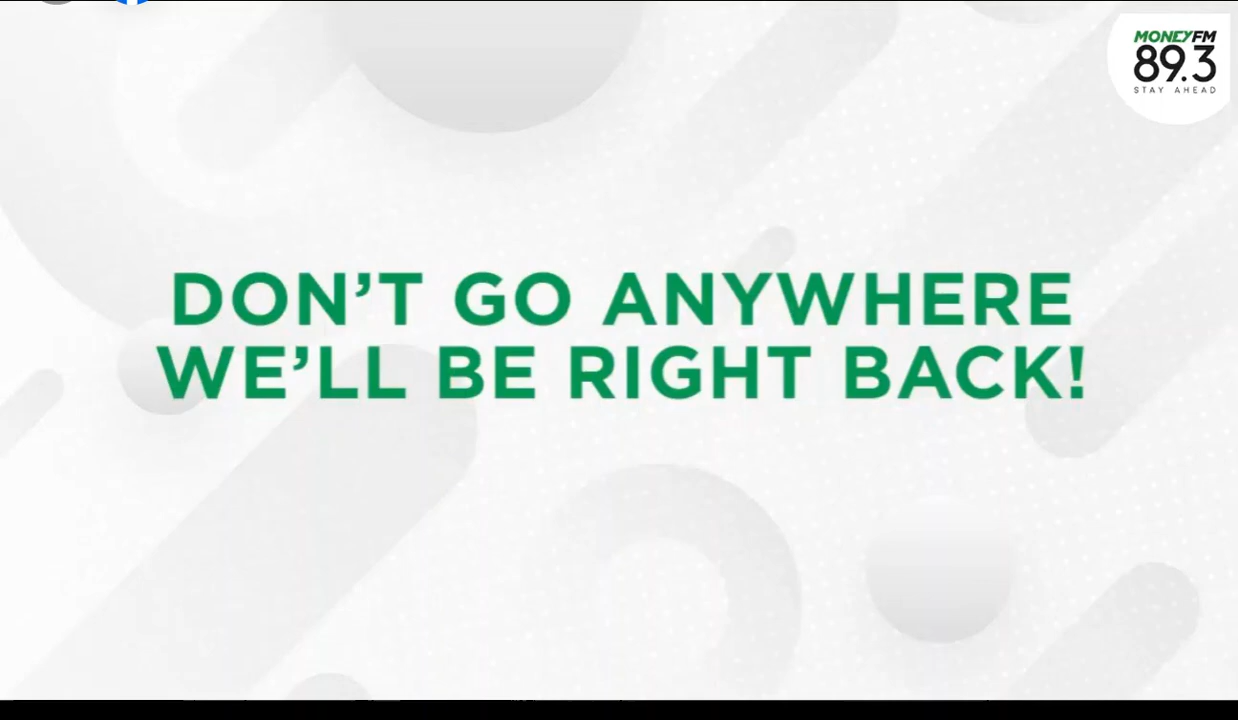 MONEYFM
89.3
STAY AHEAD
DON'T GO ANYWHERE
WE'LL BE RIGHT BACK!